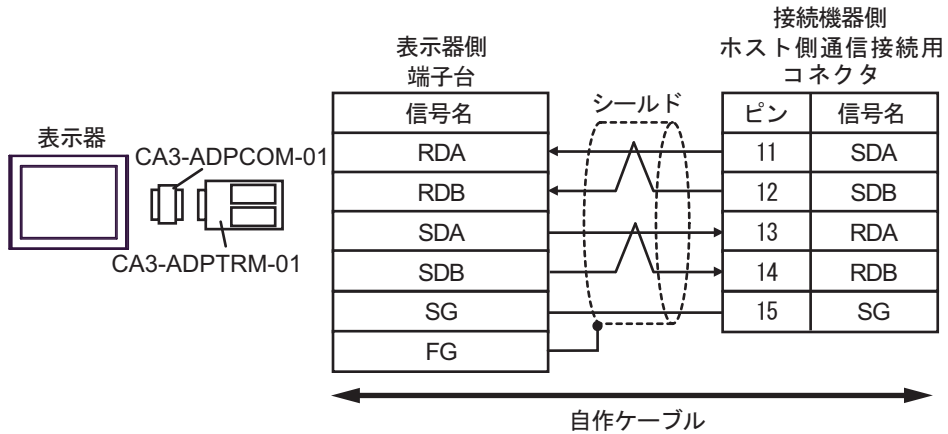 接続機器側
ホスト側通信接続用
コネクタ
表示器側
端子台
シールド
表示器
CA3-ADPCOM-01
CA3-ADPTRM-01
信号名
RDA
RDB
SDA
SDB
SG
FG
ピン 信号名
11 SDA
12 SDB
13 RDA
14 RDB
15 SG
自作ケーブル